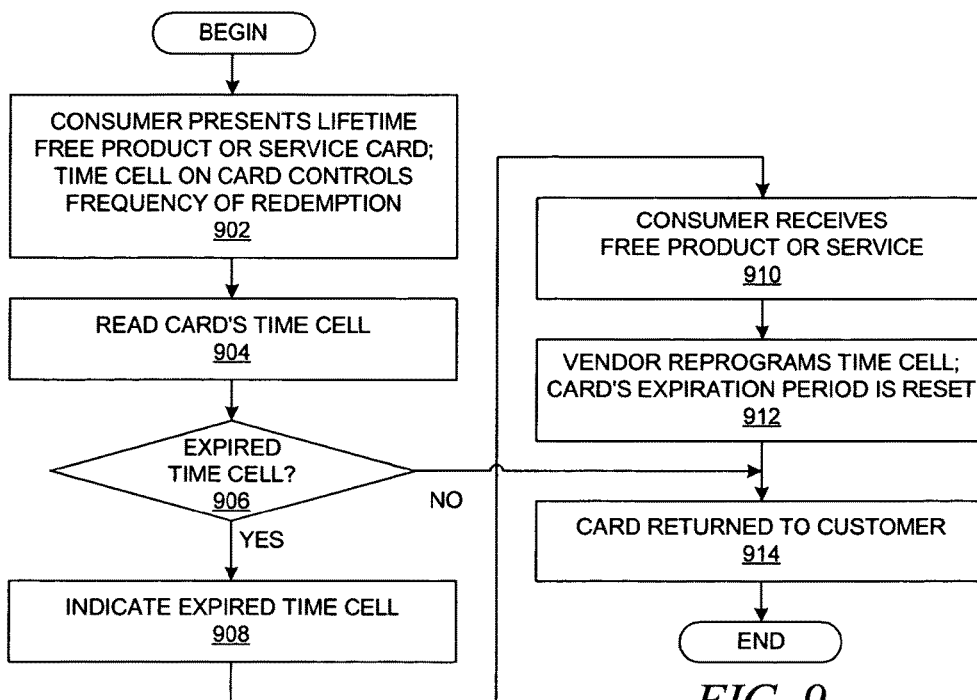 BEGIN
CONSUMER PRESENTS LIFETIME
FREE PRODUCT OR SERVICE CARD;
TIME CELL ON CARD CONTROLS
FREQUENCY OF REDEMPTION
902
READ CARD'S TIME CELL
904
EXPIRED
TIME CELL?
906
NO
YES
INDICATE EXPIRED TIME CELL
908
CONSUMER RECEIVES
FREE PRODUCT OR SERVICE
910
VENDOR REPROGRAMS TIME CELL;
CARD'S EXPIRATION PERIOD IS RESET
912
CARD RETURNED TO CUSTOMER
914
END
FIG. 9